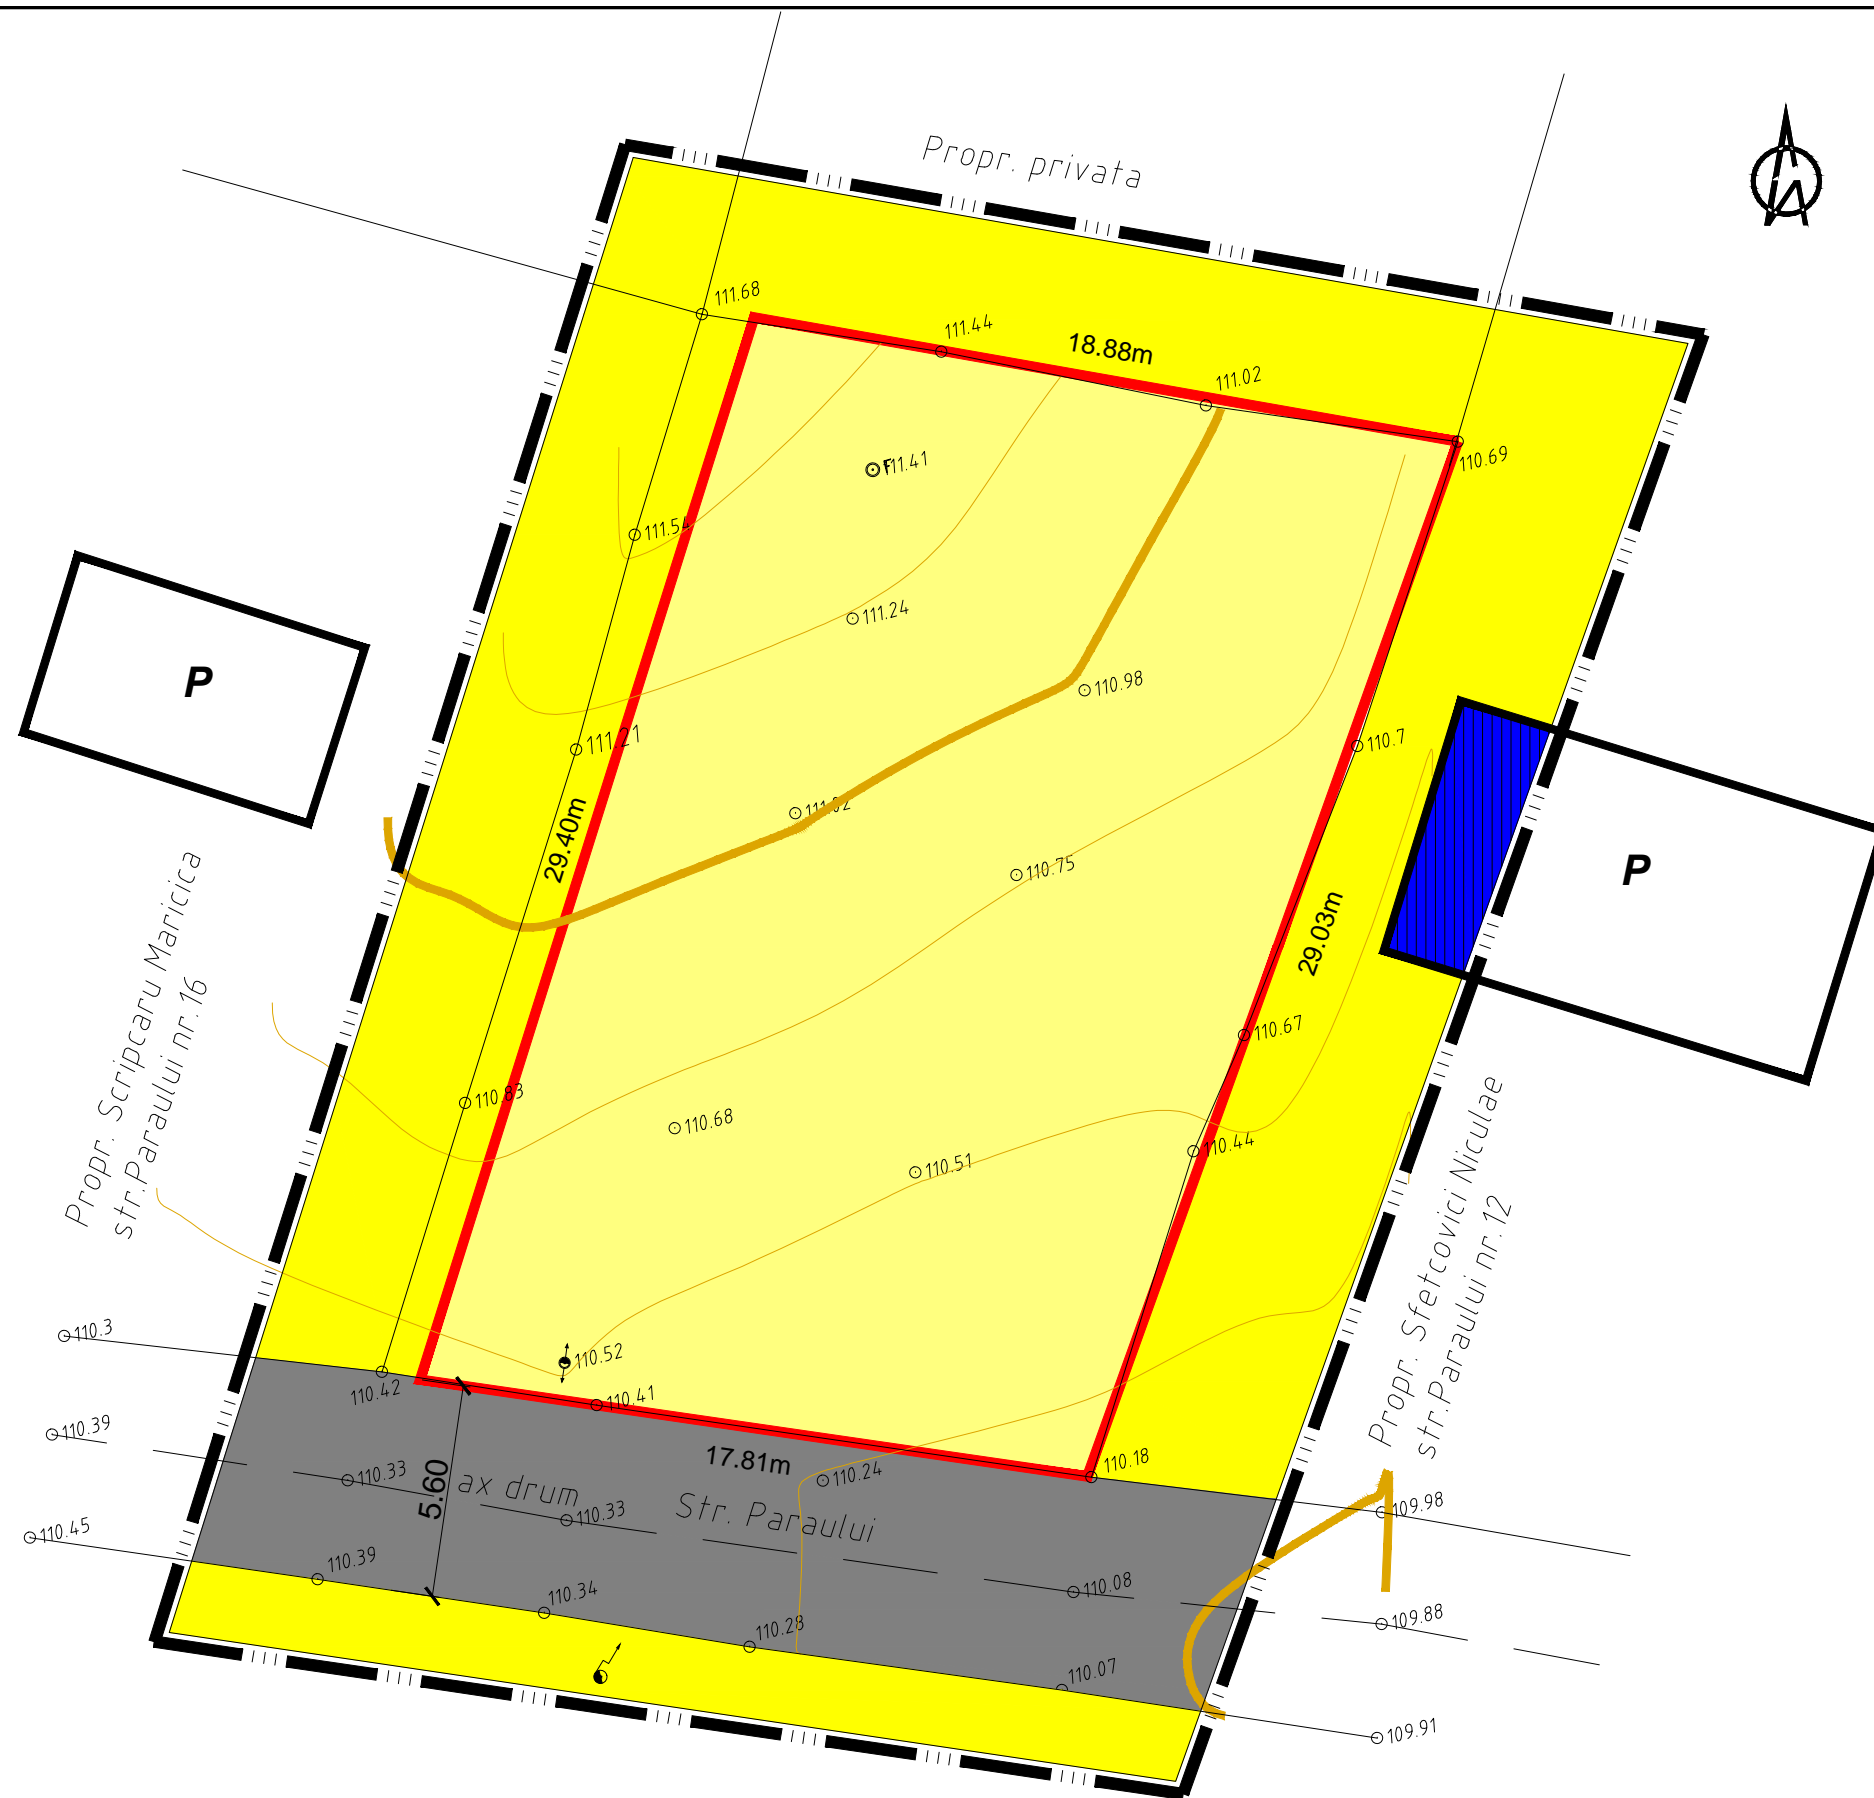 Propr. privata
111.68
111.44
18.88m
111.02
110.69
F
111.41
111.54
111.24
P
110.98
111.21
110.7
29.40m
111.02
P
110.75
29.03m
Propr. Scripcaru Maricica
str.Paraului nr.16
110.67
110.83
110.68
110.44
110.51
Propr. Sfetcovici Niculae
str.Paraului nr.12
110.3
110.52
110.42
110.41
110.39
17.81m
110.18
110.33
110.24
5.60
ax drum
Str. Paraului
109.98
110.45
110.33
110.39
110.34
110.08
109.88
110.28
110.07
109.91